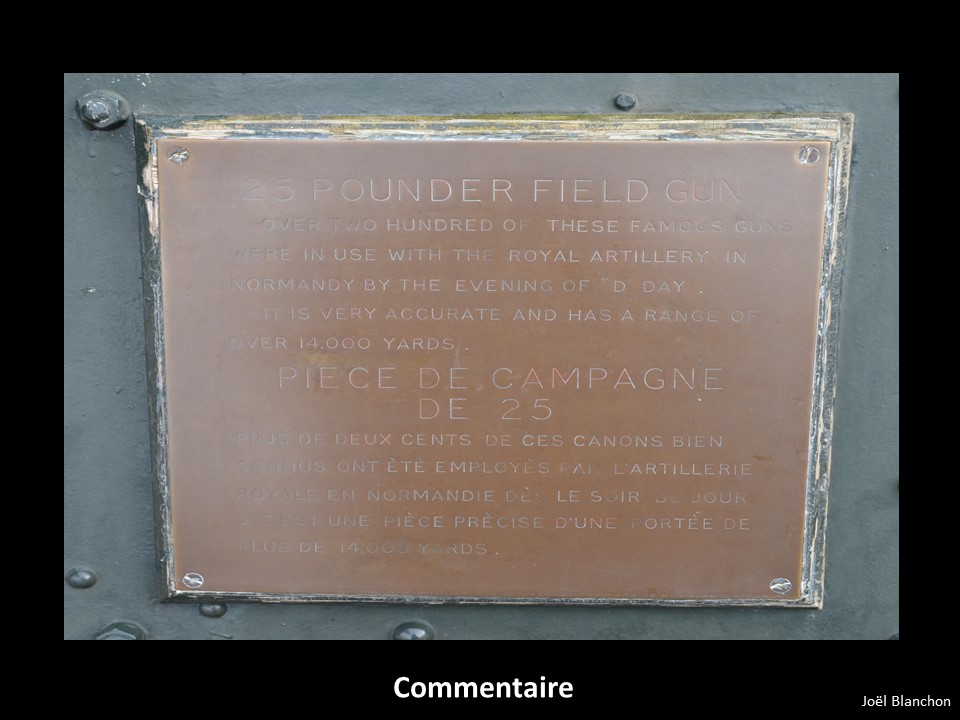 25 POUNDER FIELD GUN
OVER TWO HUNDRED OF THESE FAMOUS GUNS
WERE IN USE WITH THE ROYAL ARTILLERY IN
NORMANDY BY THE EVENING OF "D" DAY .
IT IS VERY ACCURATE AND HAS A RANGE OF
OVER 14,000 YARDS .
PIECE DE CAMPAGNE
DE 25
PLUS DE DEUX CENTS DE CES CANONS BIEN
CONNUS ONT ÈTÈ EMPLOYÈS PAR L'ARTILLERIE
ROYALE EN NORMANDIE DÈS LE SOIR DU JOUR
J. C'EST UNE PIÈCE PRÈCISE D'UNE PORTÉE DE
PLUS DE 14,000 YARDS .
Commentaire
Joël Blanchon